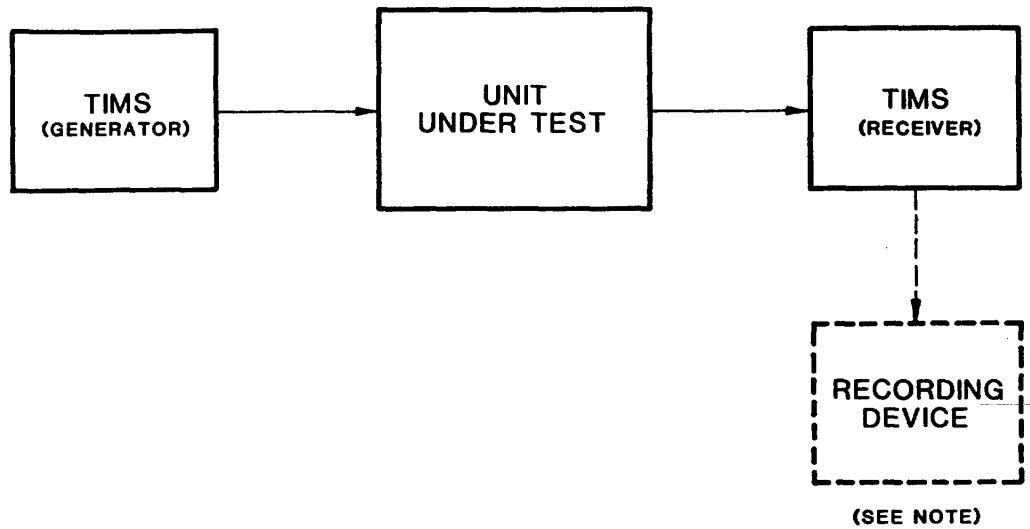 TIMS
(GENERATOR)
UNIT
UNDER TEST
TIMS
(RECEIVER)
RECORDING
DEVICE
(SEE NOTE)